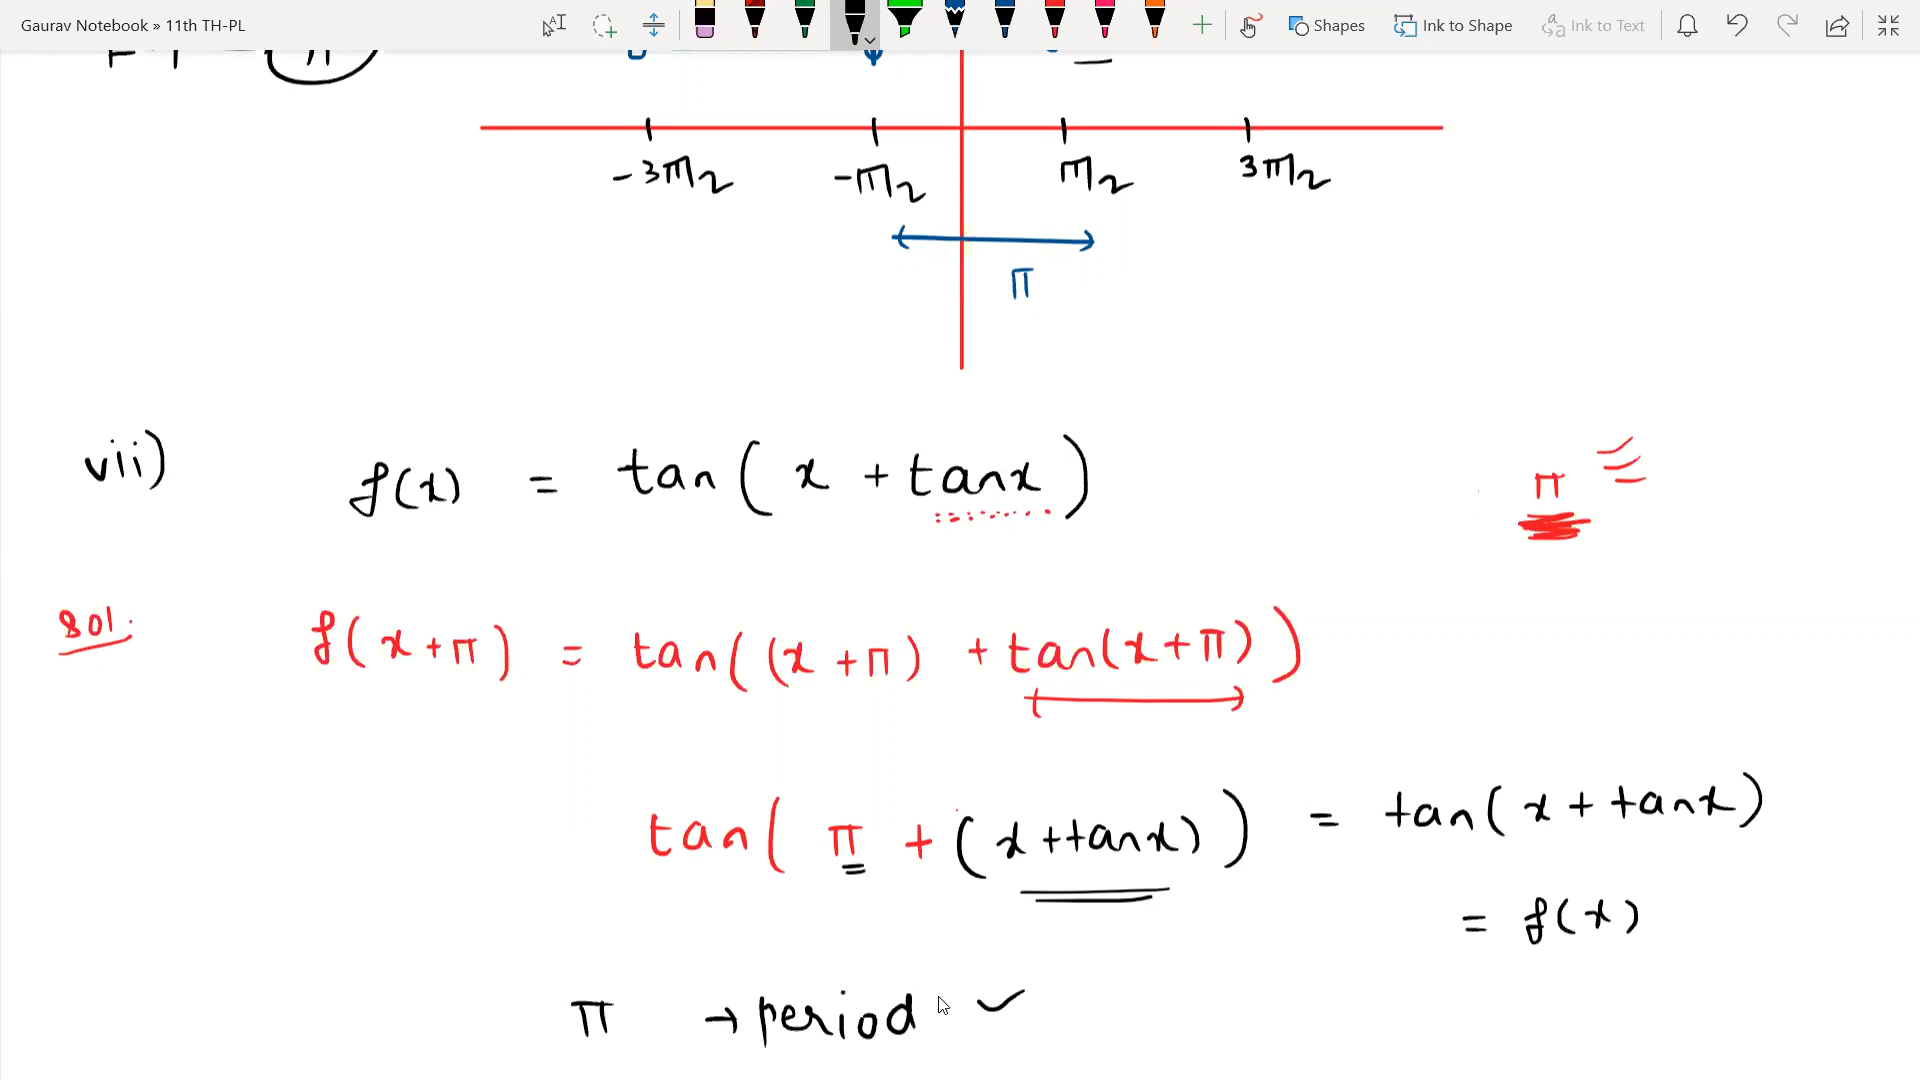 Gaurav Notebook » 11th TH-PL
Shapes
Ink to Shape
Ink to Text
π
-3π/2 -π/2 π/2 3π/2
π
vii) f(x) = tan(x + tanx)
π
Sol. f(x+π) = tan((x+π) + tan(x+π))
tan(π + (x+tanx)) = tan(x + tanx)
= f(x)
π → period ✓